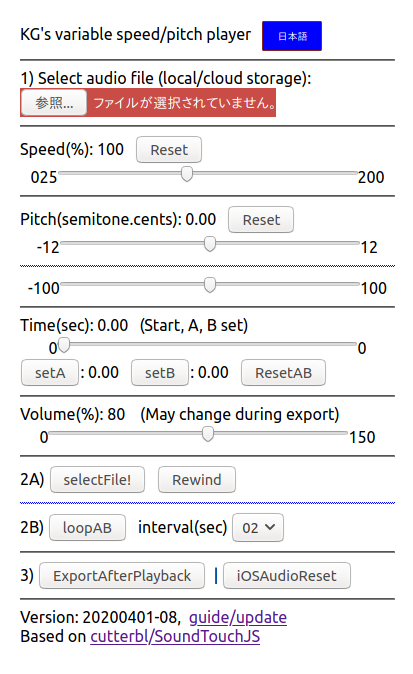 KG's variable speed/pitch player 日本語
1) Select audio file (local/cloud storage):
参照... ファイルが選択されていません。
Speed(%): 100 Reset
025 200
Pitch(semitone.cents): 0.00 Reset
-12 12
-100 100
Time(sec): 0.00 (Start, A, B set)
0 0
setA : 0.00 setB : 0.00 ResetAB
Volume(%): 80 (May change during export)
0 150
2A) selectFile! Rewind
2B) loopAB interval(sec) 02
3) ExportAfterPlayback | iOSAudioReset
Version: 20200401-08, guide/update
Based on cutterbl/SoundTouchJS